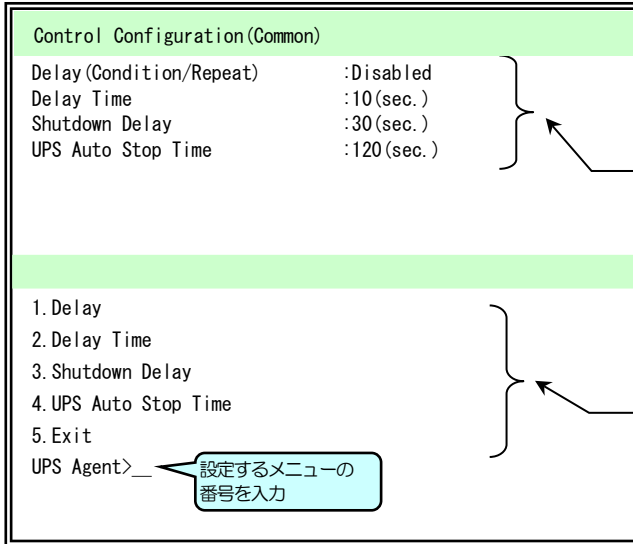 Control Configuration(Common)
Delay(Condition/Repeat) :Disabled
Delay Time :10(sec.)
Shutdown Delay :30(sec.)
UPS Auto Stop Time :120(sec.)
1.Delay
2.Delay Time
3.Shutdown Delay
4.UPS Auto Stop Time
5.Exit
UPS Agent>__
設定するメニューの
番号を入力